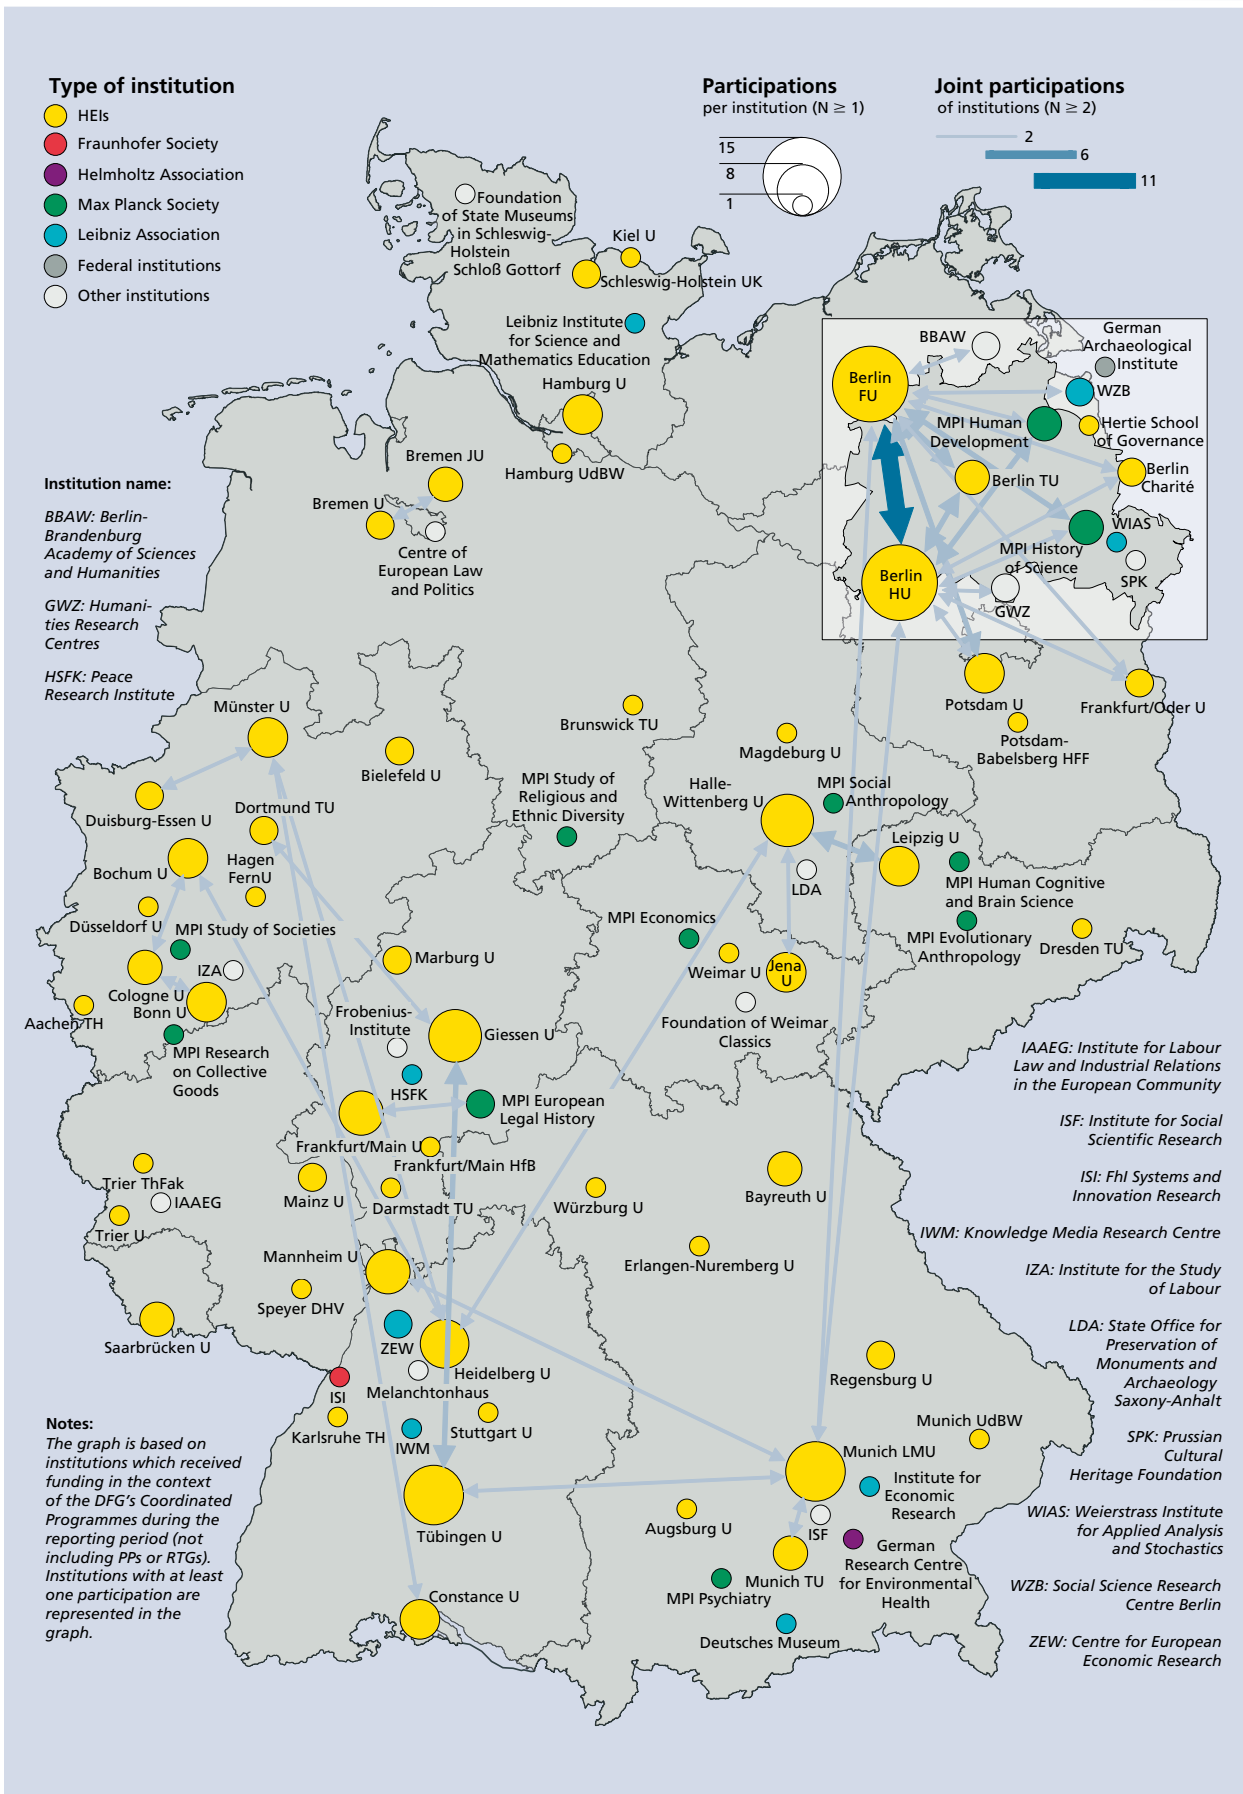 Type of institution
HEIs
Fraunhofer Society
Helmholtz Association
Max Planck Society
Leibniz Association
Federal institutions
Other institutions
Participations
per institution (N ≥ 1)
15
8
1
Joint participations
of institutions (N ≥ 2)
2
6
11
Foundation
of State Museums
in Schleswig-
Holstein
Schloß Gottorf
Kiel U
Schleswig-Holstein UK
Leibniz Institute
for Science and
Mathematics Education
Hamburg U
Hamburg UdBW
Bremen JU
Bremen U
Centre of
European Law
and Politics
BBAW
German
Archaeological
Institute
Berlin
FU
WZB
MPI Human
Development
Hertie School
of Governance
Berlin TU
Berlin
Charité
WIAS
MPI History
of Science
SPK
Berlin
HU
GWZ
Potsdam U
Frankfurt/Oder U
Potsdam-
Babelsberg HFF
Institution name:
BBAW: Berlin-
Brandenburg
Academy of Sciences
and Humanities
GWZ: Humani-
ties Research
Centres
HSFK: Peace
Research Institute
Münster U
Bielefeld U
Brunswick TU
Magdeburg U
Duisburg-Essen U
Dortmund TU
MPI Study of
Religious and
Ethnic Diversity
Halle-
Wittenberg U
MPI Social
Anthropology
Leipzig U
Bochum U
Hagen
FernU
LDA
MPI Human Cognitive
and Brain Science
Düsseldorf U
MPI Study of Societies
MPI Economics
MPI Evolutionary
Anthropology
Dresden TU
IZA
Marburg U
Weimar U
Jena
U
Cologne U
Bonn U
Aachen TH
Frobenius-
Institute
Giessen U
Foundation of Weimar
Classics
MPI Research
on Collective
Goods
HSFK
MPI European
Legal History
Frankfurt/Main U
Frankfurt/Main HfB
Trier ThFak
IAAEG
Trier U
Mainz U
Darmstadt TU
Würzburg U
Bayreuth U
Mannheim U
Erlangen-Nuremberg U
Speyer DHV
Saarbrücken U
ZEW
Heidelberg U
Melanchtonhaus
Regensburg U
ISI
Karlsruhe TH
IWM
Stuttgart U
Munich UdBW
Munich LMU
Institute for
Economic
Research
Tübingen U
Augsburg U
ISF
German
Research Centre
for Environmental
Health
Munich TU
MPI Psychiatry
Constance U
Deutsches Museum
IAAEG: Institute for Labour
Law and Industrial Relations
in the European Community
ISF: Institute for Social
Scientific Research
ISI: FhI Systems and
Innovation Research
IWM: Knowledge Media Research Centre
IZA: Institute for the Study
of Labour
LDA: State Office for
Preservation of
Monuments and
Archaeology
Saxony-Anhalt
SPK: Prussian
Cultural
Heritage Foundation
WIAS: Weierstrass Institute
for Applied Analysis
and Stochastics
WZB: Social Science Research
Centre Berlin
ZEW: Centre for European
Economic Research
Notes:
The graph is based on
institutions which received
funding in the context
of the DFG's Coordinated
Programmes during the
reporting period (not
including PPs or RTGs).
Institutions with at least
one participation are
represented in the
graph.